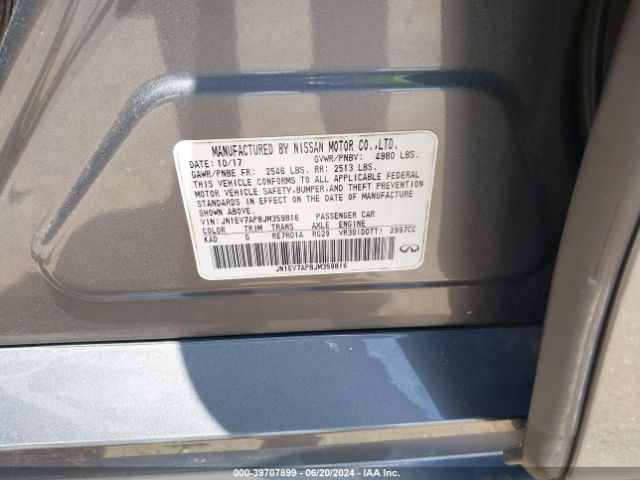 MANUFACTURED BY NISSAN MOTOR CO.,LTD.
DATE: 10/17 GVWR/PNBV: 4980 LBS.
GAWR/PNBE FR: 2546 LBS. RR: 2513 LBS.
THIS VEHICLE CONFORMS TO ALL APPLICABLE FEDERAL
MOTOR VEHICLE SAFETY,BUMPER,AND THEFT PREVENTION
STANDARDS IN EFFECT ON THE DATE OF MANUFACTURE
SHOWN ABOVE.
VIN: JN1EV7AP8JM359816 PASSENGER CAR
COLOR TRIM TRANS AXLE ENGINE
KAD G RE7R01A RG29 VR30(DDTT) 2997CC
JN1EV7AP8JM359816
000-39707899 - 06/20/2024 - IAA Inc.